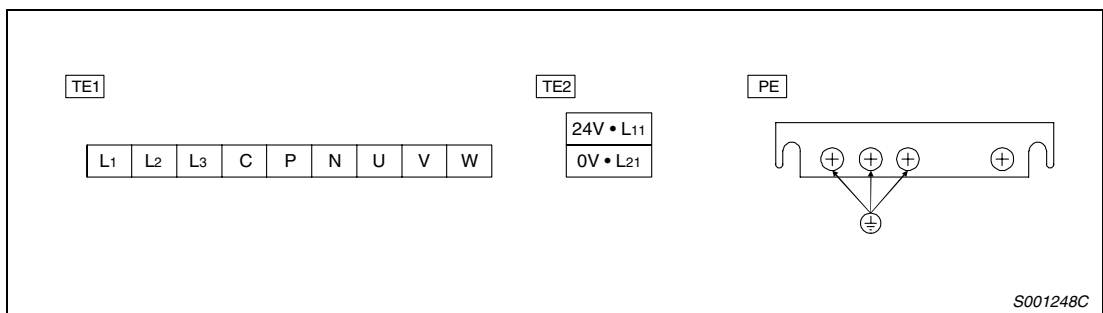 TE1
L1 L2 L3 C P N U V W
TE2
24V • L11
0V • L21
PE
S001248C